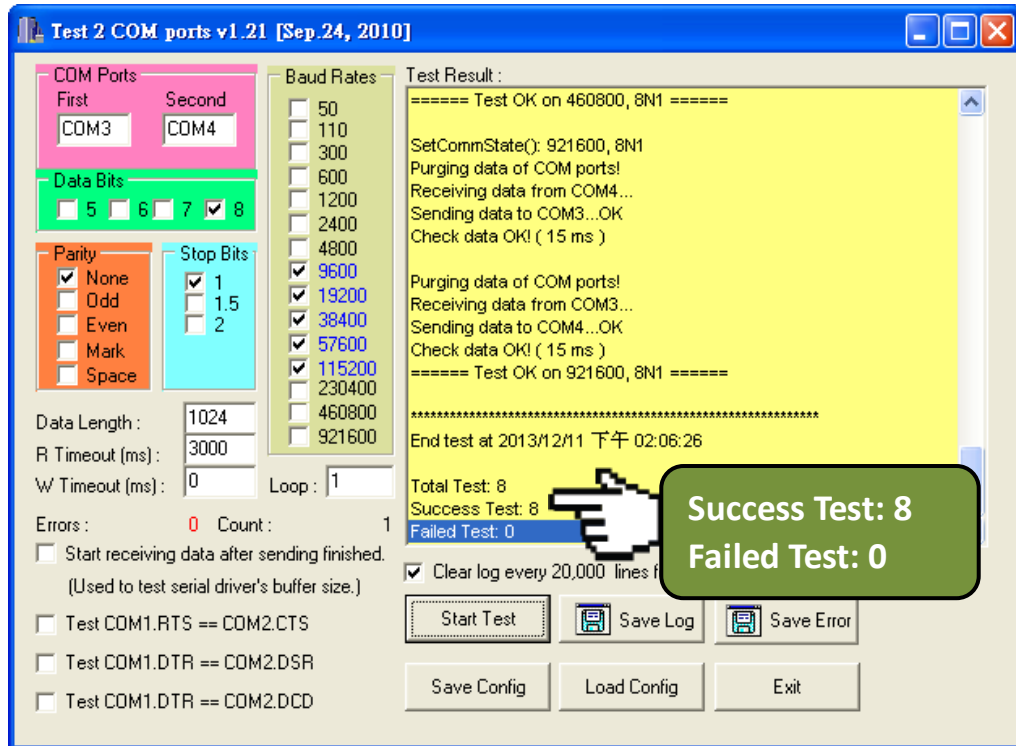 Test 2 COM ports v1.21 [Sep.24, 2010]
COM Ports
First Second
COM3 COM4
Data Bits
5 6 7 8
Parity
None
Odd
Even
Mark
Space
Stop Bits
1
1.5
2
Baud Rates
50
110
300
600
1200
2400
4800
9600
19200
38400
57600
115200
230400
460800
921600
Data Length : 1024
R Timeout (ms) : 3000
W Timeout (ms) : 0
Loop : 1
Errors : 0 Count : 1
Start receiving data after sending finished.
(Used to test serial driver's buffer size.)
Test COM1.RTS == COM2.CTS
Test COM1.DTR == COM2.DSR
Test COM1.DTR == COM2.DCD
Test Result :
====== Test OK on 460800, 8N1 ======
SetCommState(): 921600, 8N1
Purging data of COM ports!
Receiving data from COM4...
Sending data to COM3...OK
Check data OK! ( 15 ms )
Purging data of COM ports!
Receiving data from COM3...
Sending data to COM4...OK
Check data OK! ( 15 ms )
====== Test OK on 921600, 8N1 ======
******************************************************************
End test at 2013/12/11 下午 02:06:26
Total Test: 8
Success Test: 8
Failed Test: 0
Success Test: 8
Failed Test: 0
Clear log every 20,000 lines
Start Test
Save Log
Save Error
Save Config
Load Config
Exit